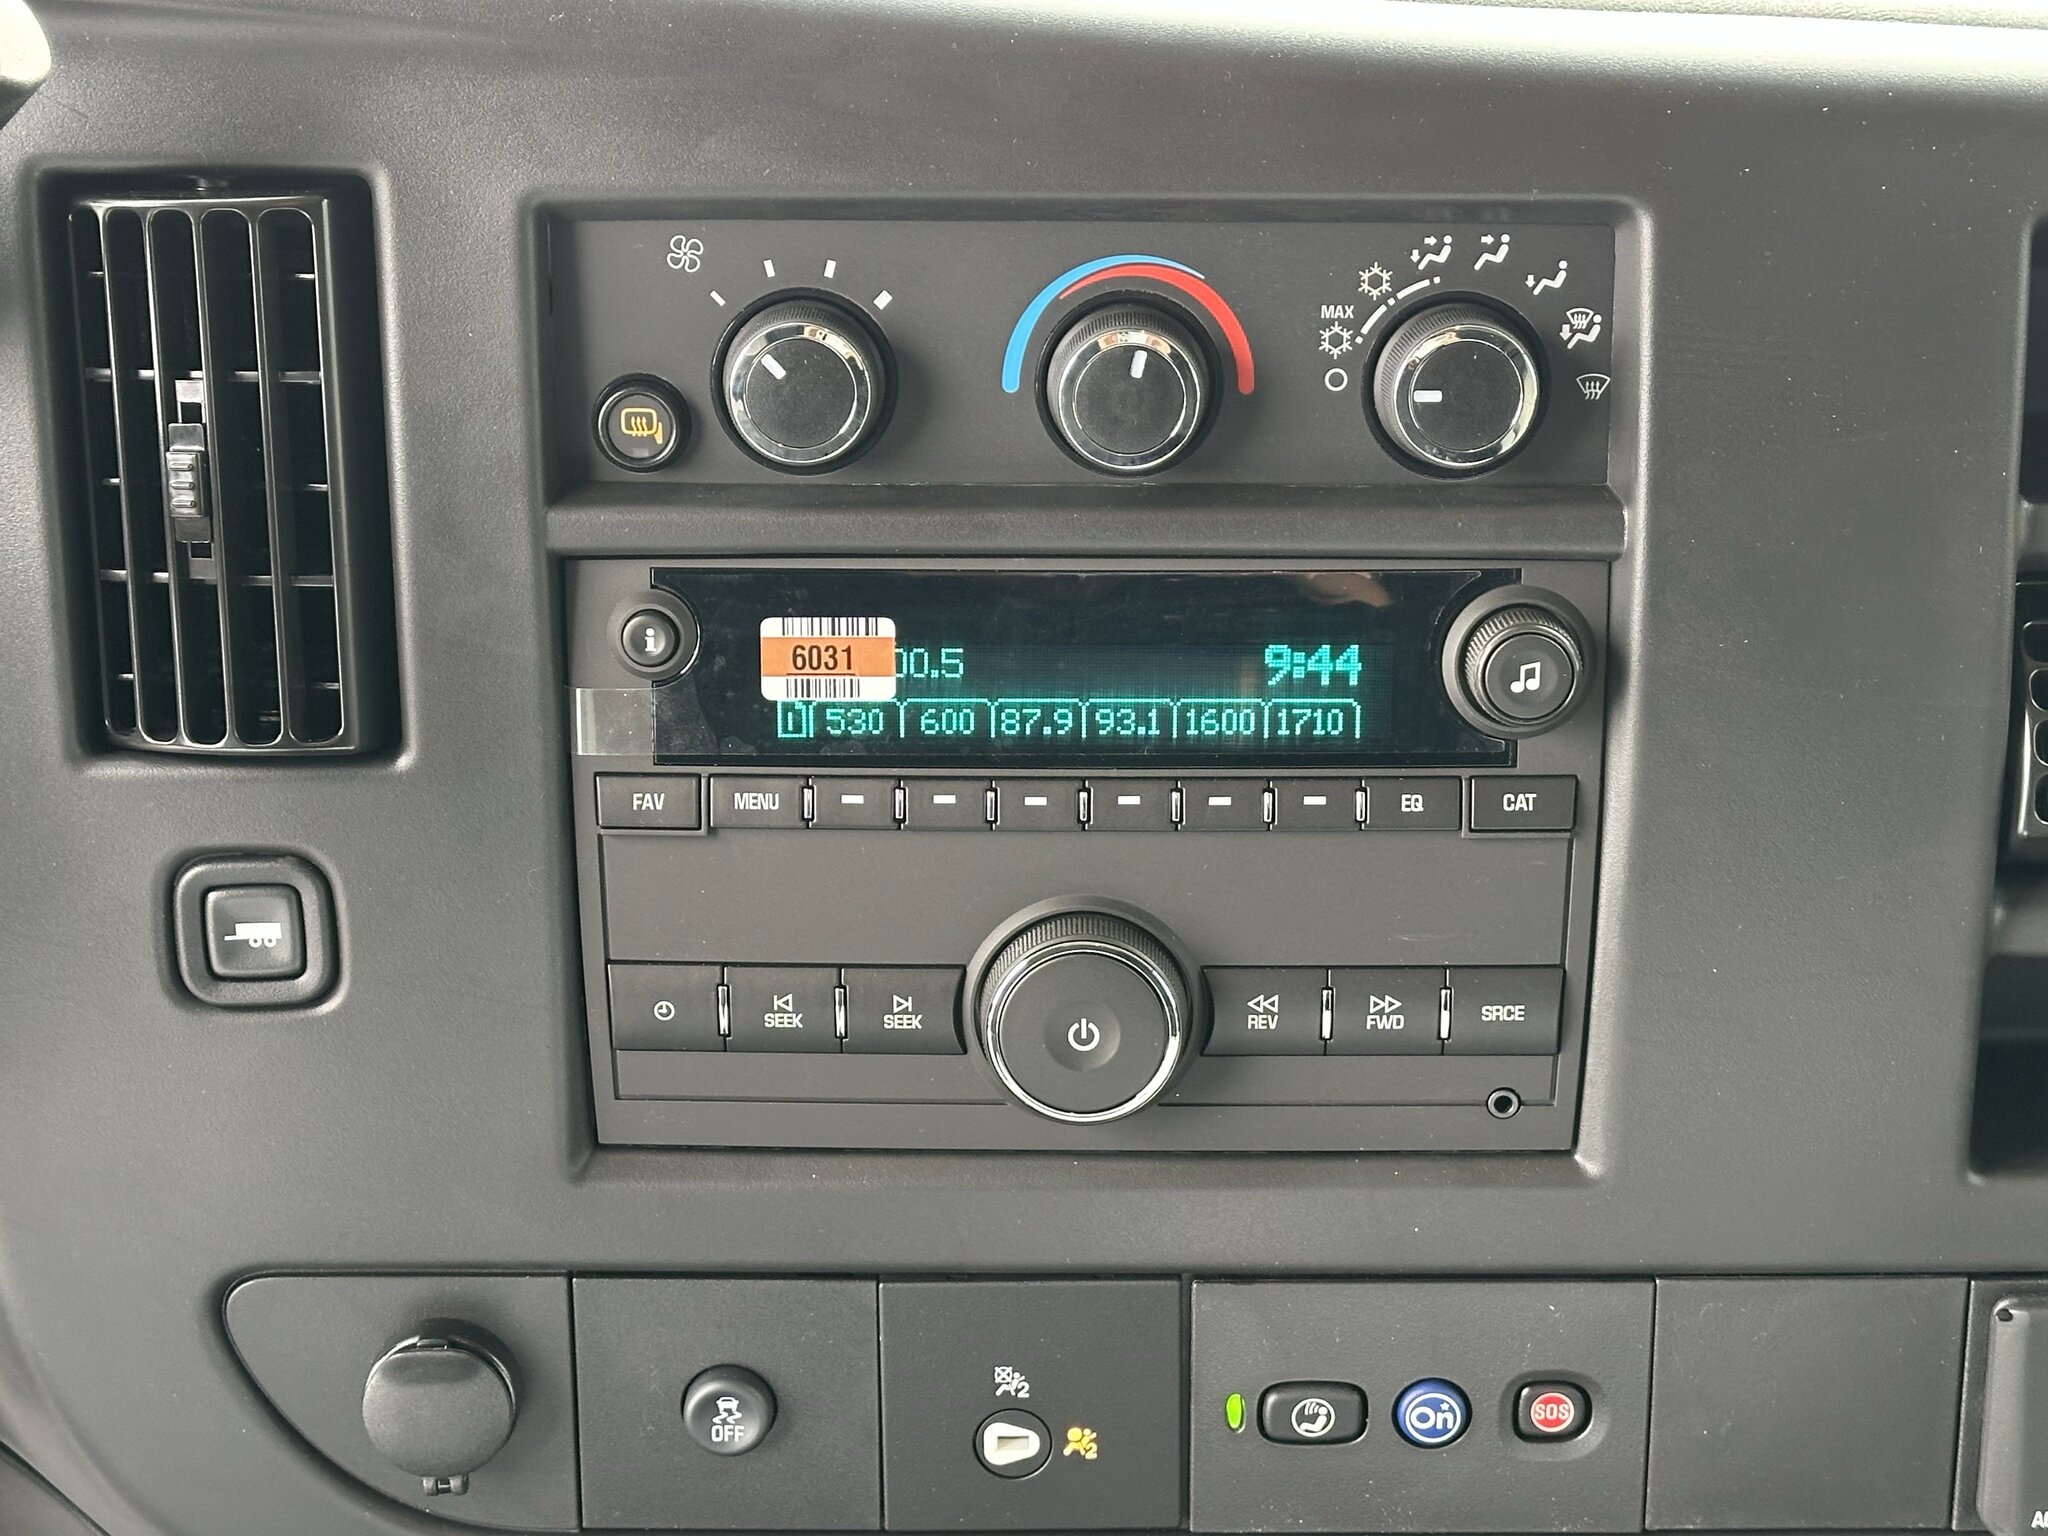 MAX
6031
00.5
9:44
530 600 87.9 93.1 1600 1710
FAV MENU EQ CAT
SEEK SEEK REV FWD SRCE
OFF
2
2
On
SOS